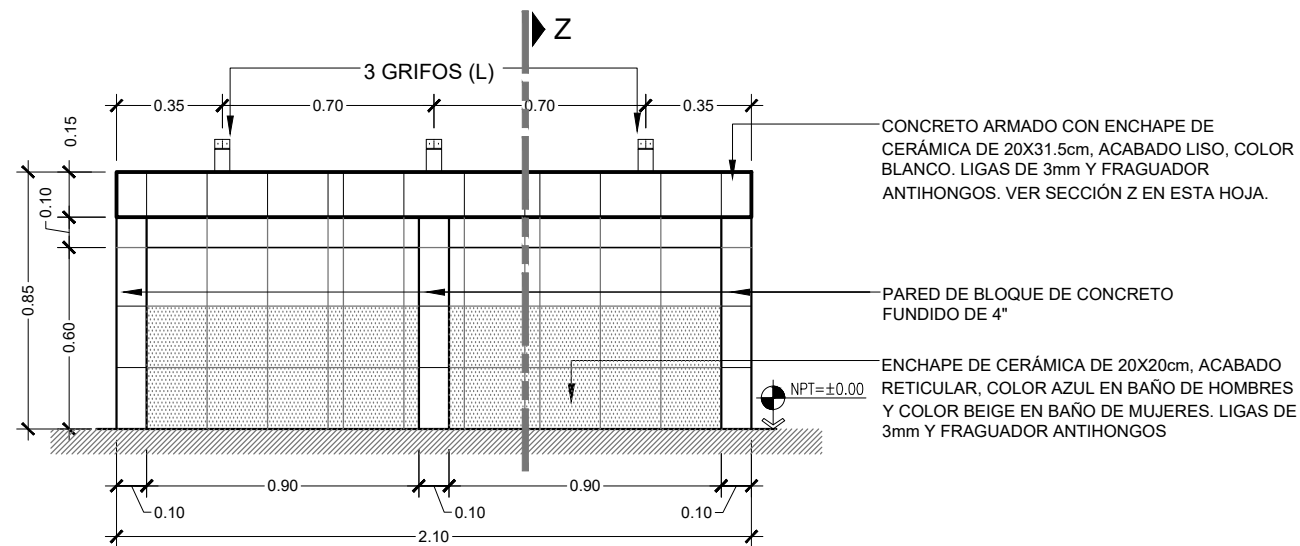 Z
3 GRIFOS (L)
0.35
0.70
0.70
0.35
0.15
0.10
0.85
0.60
CONCRETO ARMADO CON ENCHAPE DE
CERÁMICA DE 20X31.5cm, ACABADO LISO, COLOR
BLANCO. LIGAS DE 3mm Y FRAGUADOR
ANTIHONGOS. VER SECCIÓN Z EN ESTA HOJA.
PARED DE BLOQUE DE CONCRETO
FUNDIDO DE 4"
ENCHAPE DE CERÁMICA DE 20X20cm, ACABADO
RETICULAR, COLOR AZUL EN BAÑO DE HOMBRES
Y COLOR BEIGE EN BAÑO DE MUJERES. LIGAS DE
3mm Y FRAGUADOR ANTIHONGOS
NPT=±0.00
0.90
0.90
0.10
0.10
0.10
2.10